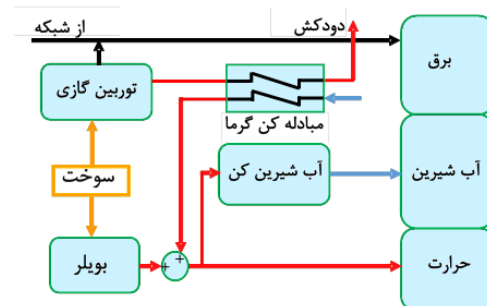 از شبکه
دودکش
برق
توربین گازی
مبادله کن گرما
آب شیرین کن
آب شیرین
سوخت
بویلر
+
+
حرارت